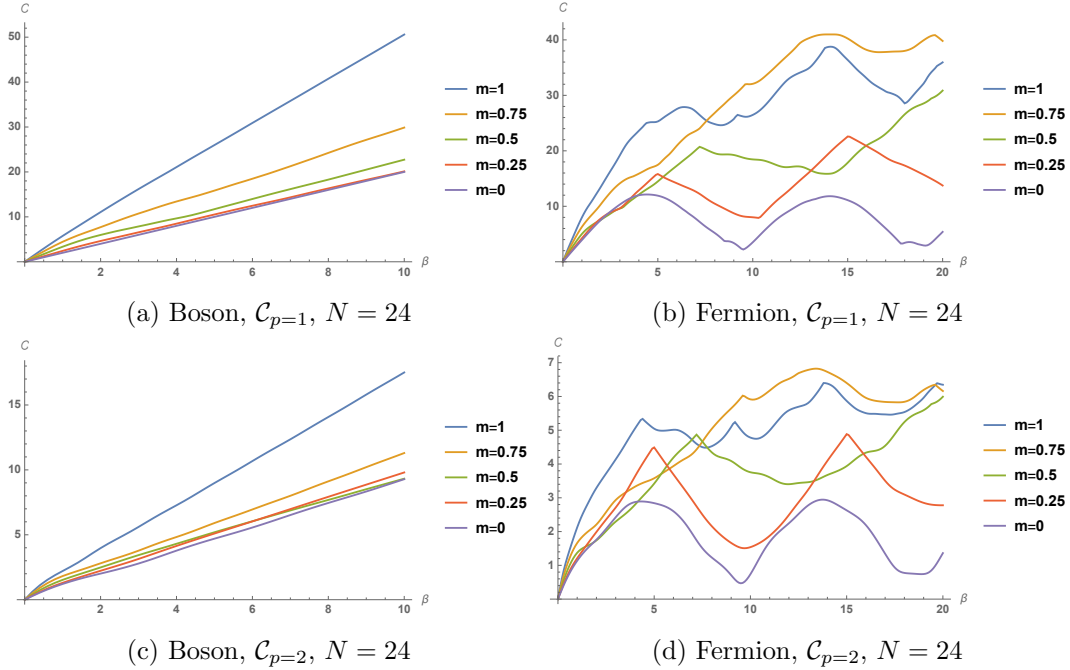 C
50
40
30
20
10
2
4
6
8
10
β
m=1
m=0.75
m=0.5
m=0.25
m=0
(a) Boson, 𝒞p=1, N = 24
C
40
30
20
10
5
10
15
20
β
m=1
m=0.75
m=0.5
m=0.25
m=0
(b) Fermion, 𝒞p=1, N = 24
C
15
10
5
2
4
6
8
10
β
m=1
m=0.75
m=0.5
m=0.25
m=0
(c) Boson, 𝒞p=2, N = 24
C
7
6
5
4
3
2
1
5
10
15
20
β
m=1
m=0.75
m=0.5
m=0.25
m=0
(d) Fermion, 𝒞p=2, N = 24